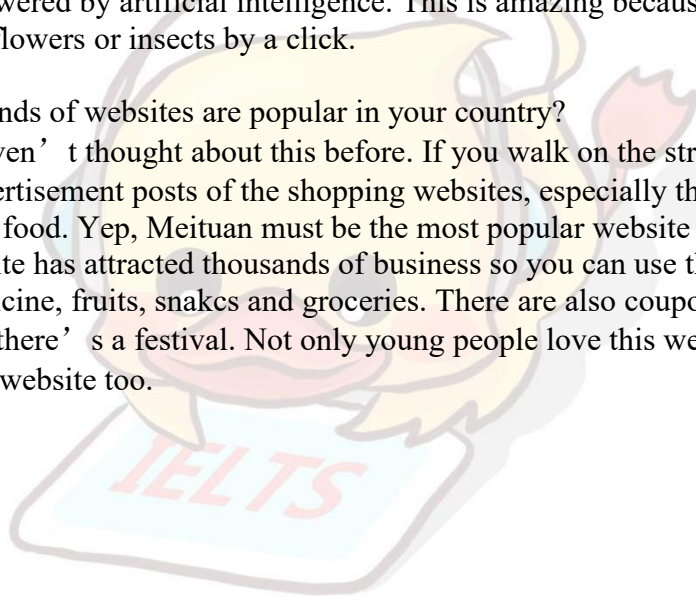 wered by artificial intelligence. This is amazing becaus
flowers or insects by a click.
nds of websites are popular in your country?
ven’t thought about this before. If you walk on the str
ertisement posts of the shopping websites, especially th
food. Yep, Meituan must be the most popular website
ite has attracted thousands of business so you can use t
icine, fruits, snakcs and groceries. There are also coupo
there’s a festival. Not only young people love this we
website too.
IELTS